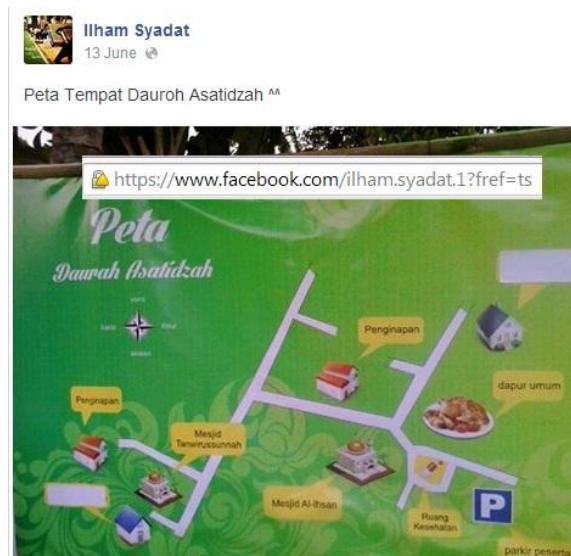 Ilham Syadat
13 June
Peta Tempat Dauroh Asatidzah ^^
https://www.facebook.com/ilham.syadat.1?fref=ts
Peta
Daurah Asatidzah
Penginapan
dapur umum
Penginapan
Mesjid
Tanwirussunnah
Mesjid Al-Ihsan
Ruang
Kesehatan
P
parkir peserta